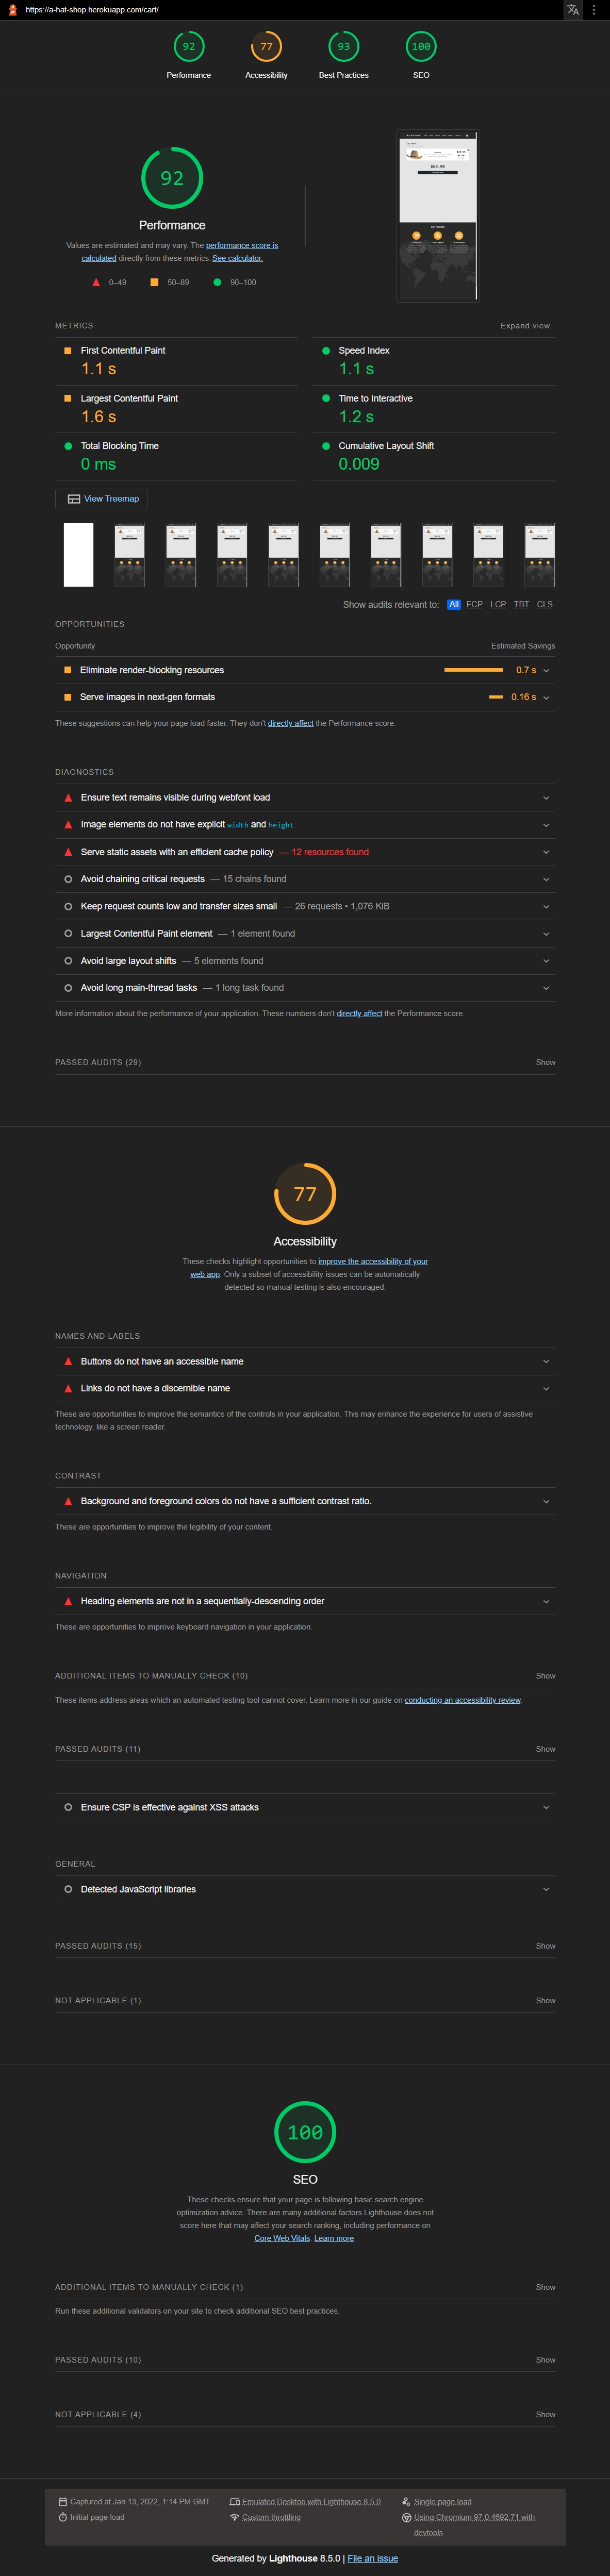 https://a-hat-shop.herokuapp.com/cart/
92
77
93
100
Performance
Accessibility
Best Practices
SEO
92
Performance
Values are estimated and may vary. The performance score is
calculated directly from these metrics. See calculator.
0–49
50–89
90–100
METRICS
Expand view
First Contentful Paint
1.1 s
Speed Index
1.1 s
Largest Contentful Paint
1.6 s
Time to Interactive
1.2 s
Total Blocking Time
0 ms
Cumulative Layout Shift
0.009
View Treemap
Show audits relevant to: All FCP LCP TBT CLS
OPPORTUNITIES
Opportunity
Estimated Savings
Eliminate render-blocking resources
0.7 s
Serve images in next-gen formats
0.16 s
These suggestions can help your page load faster. They don't directly affect the Performance score.
DIAGNOSTICS
Ensure text remains visible during webfont load
Image elements do not have explicit width and height
Serve static assets with an efficient cache policy — 12 resources found
Avoid chaining critical requests — 15 chains found
Keep request counts low and transfer sizes small — 26 requests • 1,076 KiB
Largest Contentful Paint element — 1 element found
Avoid large layout shifts — 5 elements found
Avoid long main-thread tasks — 1 long task found
More information about the performance of your application. These numbers don't directly affect the Performance score.
PASSED AUDITS (29)
Show
77
Accessibility
These checks highlight opportunities to improve the accessibility of your
web app. Only a subset of accessibility issues can be automatically
detected so manual testing is also encouraged.
NAMES AND LABELS
Buttons do not have an accessible name
Links do not have a discernible name
These are opportunities to improve the semantics of the controls in your application. This may enhance the experience for users of assistive
technology, like a screen reader.
CONTRAST
Background and foreground colors do not have a sufficient contrast ratio.
These are opportunities to improve the legibility of your content.
NAVIGATION
Heading elements are not in a sequentially-descending order
These are opportunities to improve keyboard navigation in your application.
ADDITIONAL ITEMS TO MANUALLY CHECK (10)
Show
These items address areas which an automated testing tool cannot cover. Learn more in our guide on conducting an accessibility review.
PASSED AUDITS (11)
Show
Ensure CSP is effective against XSS attacks
GENERAL
Detected JavaScript libraries
PASSED AUDITS (15)
Show
NOT APPLICABLE (1)
Show
100
SEO
These checks ensure that your page is following basic search engine
optimization advice. There are many additional factors Lighthouse does not
score here that may affect your search ranking, including performance on
Core Web Vitals. Learn more.
ADDITIONAL ITEMS TO MANUALLY CHECK (1)
Show
Run these additional validators on your site to check additional SEO best practices.
PASSED AUDITS (10)
Show
NOT APPLICABLE (4)
Show
Captured at Jan 13, 2022, 1:14 PM GMT
Emulated Desktop with Lighthouse 8.5.0
Single page load
Initial page load
Custom throttling
Using Chromium 97.0.4692.71 with
devtools
Generated by Lighthouse 8.5.0 | File an issue